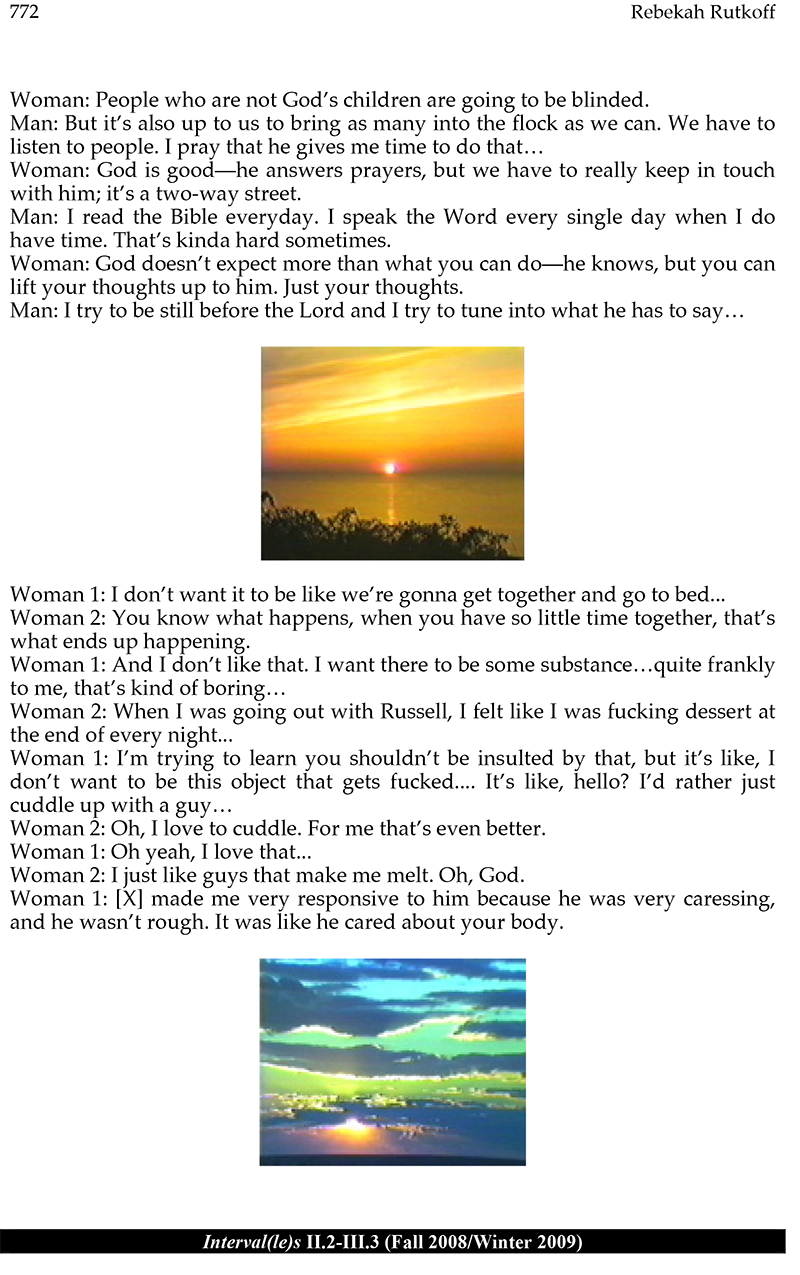 772 Rebekah Rutkoff
Woman: People who are not God’s children are going to be blinded.
Man: But it’s also up to us to bring as many into the flock as we can. We have to
listen to people. I pray that he gives me time to do that…
Woman: God is good—he answers prayers, but we have to really keep in touch
with him; it’s a two-way street.
Man: I read the Bible everyday. I speak the Word every single day when I do
have time. That’s kinda hard sometimes.
Woman: God doesn’t expect more than what you can do—he knows, but you can
lift your thoughts up to him. Just your thoughts.
Man: I try to be still before the Lord and I try to tune into what he has to say…
Woman 1: I don’t want it to be like we’re gonna get together and go to bed...
Woman 2: You know what happens, when you have so little time together, that’s
what ends up happening.
Woman 1: And I don’t like that. I want there to be some substance…quite frankly
to me, that’s kind of boring…
Woman 2: When I was going out with Russell, I felt like I was fucking dessert at
the end of every night...
Woman 1: I’m trying to learn you shouldn’t be insulted by that, but it’s like, I
don’t want to be this object that gets fucked.... It’s like, hello? I’d rather just
cuddle up with a guy…
Woman 2: Oh, I love to cuddle. For me that’s even better.
Woman 1: Oh yeah, I love that...
Woman 2: I just like guys that make me melt. Oh, God.
Woman 1: [X] made me very responsive to him because he was very caressing,
and he wasn’t rough. It was like he cared about your body.
Interval(le)s II.2-III.3 (Fall 2008/Winter 2009)